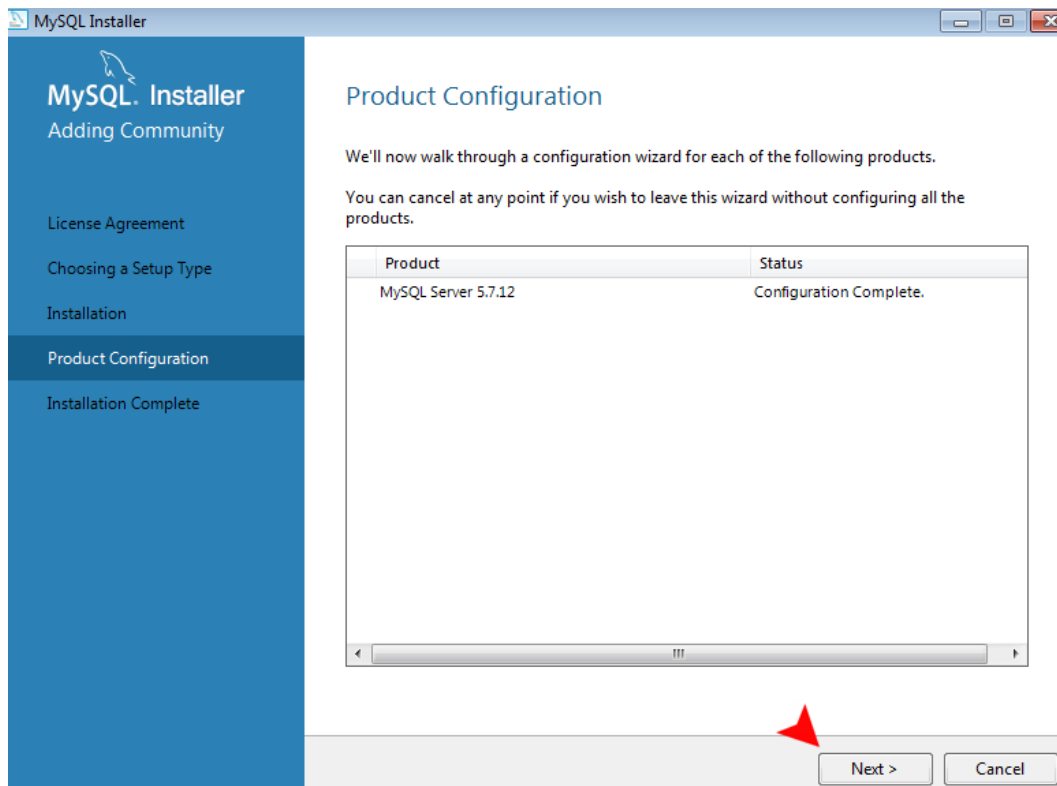 MySQL Installer
MySQL. Installer
Adding Community
License Agreement
Choosing a Setup Type
Installation
Product Configuration
Installation Complete
Product Configuration
We'll now walk through a configuration wizard for each of the following products.
You can cancel at any point if you wish to leave this wizard without configuring all the
products.
Product Status
MySQL Server 5.7.12 Configuration Complete.
Next > Cancel